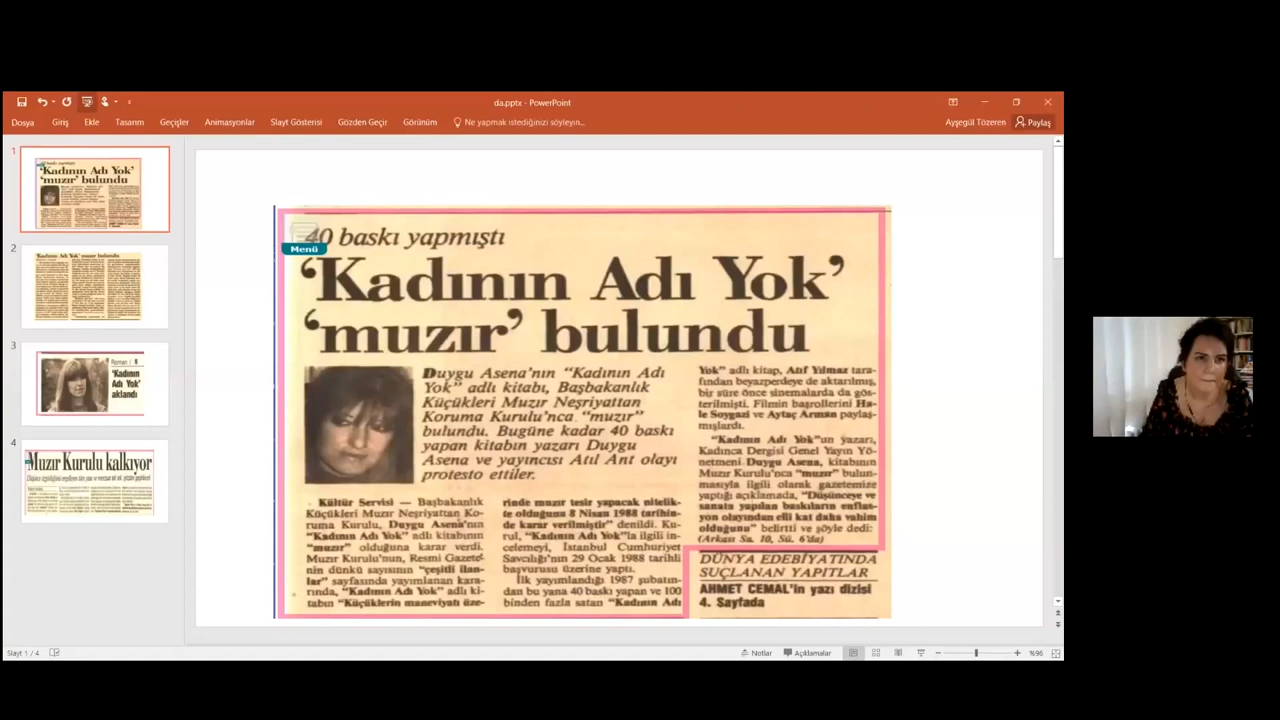 da.pptx - PowerPoint
Dosya Giriş Ekle Tasarım Geçişler Animasyonlar Slayt Gösterisi Gözden Geçir Görünüm Ne yapmak istediğinizi söyleyin... Ayşegül Tözeren Paylaş
1
'Kadının Adı Yok'
'muzır' bulundu
2
'Kadının Adı Yok' muzır bulundu
3
Roman
'Kadının
Adı Yok'
aklandı
4
Muzır Kurulu kalkıyor
40 baskı yapmıştı
Menü
'Kadının Adı Yok'
'muzır' bulundu
Duygu Asena'nın "Kadının Adı
Yok" adlı kitabı, Başbakanlık
Küçükleri Muzır Neşriyattan
Koruma Kurulu'nca "muzır"
bulundu. Bugüne kadar 40 baskı
yapan kitabın yazarı Duygu
Asena ve yayıncısı Atıl Ant olayı
protesto ettiler.
Kültür Servisi — Başbakanlık
Küçükleri Muzır Neşriyattan Ko-
ruma Kurulu, Duygu Asena'nın
"Kadının Adı Yok" adlı kitabının
"muzır" olduğuna karar verdi.
Muzır Kurulu'nun, Resmi Gazete'-
nin dünkü sayısının "çeşitli ilan-
lar" sayfasında yayımlanan kara-
rında, "Kadının Adı Yok" adlı ki-
tabın "Küçüklerin maneviyatı üze-
rinde muzır tesir yapacak nitelik-
te olduğuna 8 Nisan 1988 tarihin-
de karar verilmiştir" denildi. Ku-
rul, "Kadının Adı Yok"la ilgili in-
celemeyi, İstanbul Cumhuriyet
Savcılığı'nın 29 Ocak 1988 tarihli
başvurusu üzerine yaptı.
İlk yayımlandığı 1987 şubatın-
dan bu yana 40 baskı yapan ve 100
binden fazla satan "Kadının Adı
Yok" adlı kitap, Atıf Yılmaz tara-
fından beyazperdeye de aktarılmış,
bir süre önce sinemalarda da gös-
terilmişti. Filmin başrollerini Ha-
le Soygazi ve Aytaç Arman paylaş-
mışlardı.
"Kadının Adı Yok"un yazarı,
Kadınca Dergisi Genel Yayın Yö-
netmeni Duygu Asena, kitabının
Muzır Kurulu'nca "muzır" bulun-
masıyla ilgili olarak gazetemize
yaptığı açıklamada, "Düşünceye ve
sanata yapılan baskıların enflas-
yon olayından elli kat daha vahim
olduğunu" belirtti ve şöyle dedi:
(Arkası Sa. 10, Sü. 6'da)
DÜNYA EDEBİYATINDA
SUÇLANAN YAPITLAR
AHMET CEMAL'in yazı dizisi
4. Sayfada
Slayt 1 / 4 Notlar Açıklamalar %96